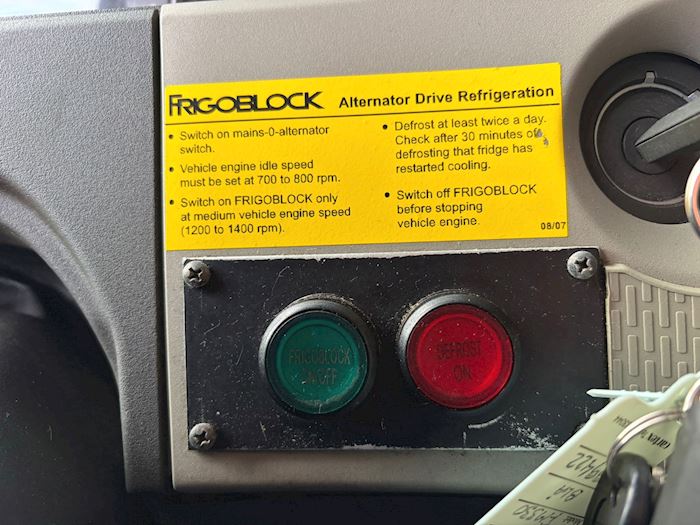 FRIGOBLOCK Alternator Drive Refrigeration
• Switch on mains-0-alternator
switch.
• Vehicle engine idle speed
must be set at 700 to 800 rpm.
• Switch on FRIGOBLOCK only
at medium vehicle engine speed
(1200 to 1400 rpm).
• Defrost at least twice a day.
Check after 30 minutes of
defrosting that fridge has
restarted cooling.
• Switch off FRIGOBLOCK
before stopping
vehicle engine.
08/07
FRIGOBLOCK
ON/OFF
DEFROST
ON